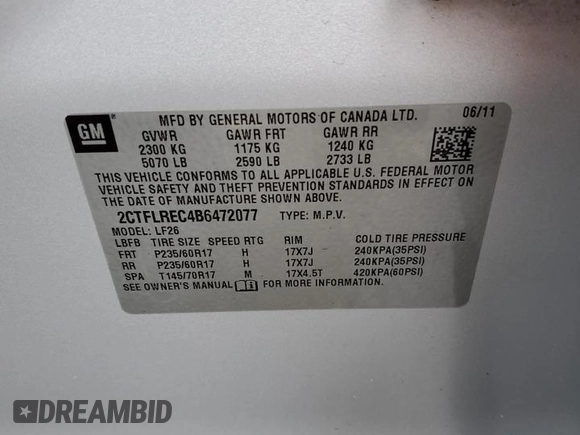 GM
MFD BY GENERAL MOTORS OF CANADA LTD. 06/11
GVWR GAWR FRT GAWR RR
2300 KG 1175 KG 1240 KG
5070 LB 2590 LB 2733 LB
THIS VEHICLE CONFORMS TO ALL APPLICABLE U.S. FEDERAL MOTOR
VEHICLE SAFETY AND THEFT PREVENTION STANDARDS IN EFFECT ON
THE DATE OF MANUFACTURE SHOWN ABOVE.
2CTFLREC4B6472077 TYPE: M.P.V.
MODEL: LF26
LBFB TIRE SIZE SPEED RTG RIM COLD TIRE PRESSURE
FRT P235/60R17 H 17X7J 240KPA(35PSI)
RR P235/60R17 H 17X7J 240KPA(35PSI)
SPA T145/70R17 M 17X4.5T 420KPA(60PSI)
SEE OWNER'S MANUAL FOR MORE INFORMATION.
DREAMBID